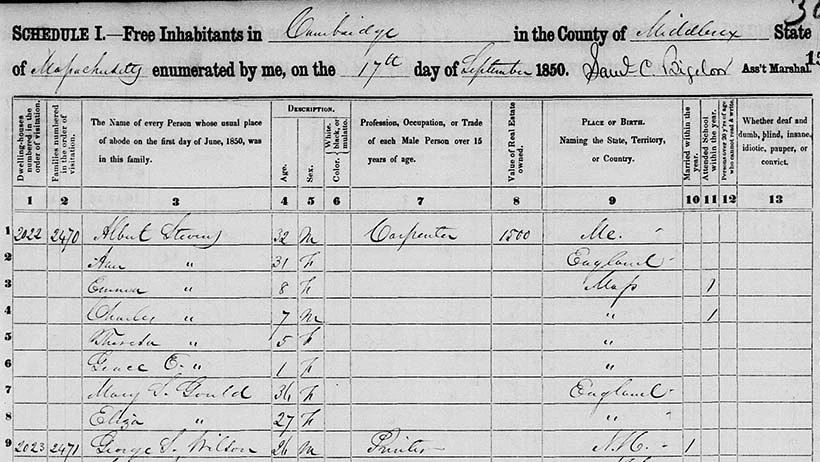 SCHEDULE I.—Free Inhabitants in Cambridge in the County of Middlesex State
of Massachusetts enumerated by me, on the 17th day of September 1850. Saml C. Bigelow Ass't Marshal.
Dwelling-houses numbered in the order of visitation.
Families numbered in the order of visitation.
The Name of every Person whose usual place of abode on the first day of June, 1850, was in this family.
DESCRIPTION.
Age.
Sex.
Color. White, black, or mulatto.
Profession, Occupation, or Trade of each Male Person over 15 years of age.
Value of Real Estate owned.
PLACE OF BIRTH. Naming the State, Territory, or Country.
Married within the year.
Attended School within the year.
Persons over 20 y'rs of age who cannot read & write.
Whether deaf and dumb, blind, insane, idiotic, pauper, or convict.
1 2 3 4 5 6 7 8 9 10 11 12 13
1 2022 2470 Albert Stevens 32 M Carpenter 1500 Me.
2 Ann " 31 F England
3 Emma " 8 F Mass 1
4 Charles " 7 M " 1
5 Theresa " 5 F "
6 Grace E. " 1 F "
7 Mary S. Gould 36 F England
8 Eliza " 27 F "
9 2023 2471 George S. Wilson 26 M Printer N.H. 1